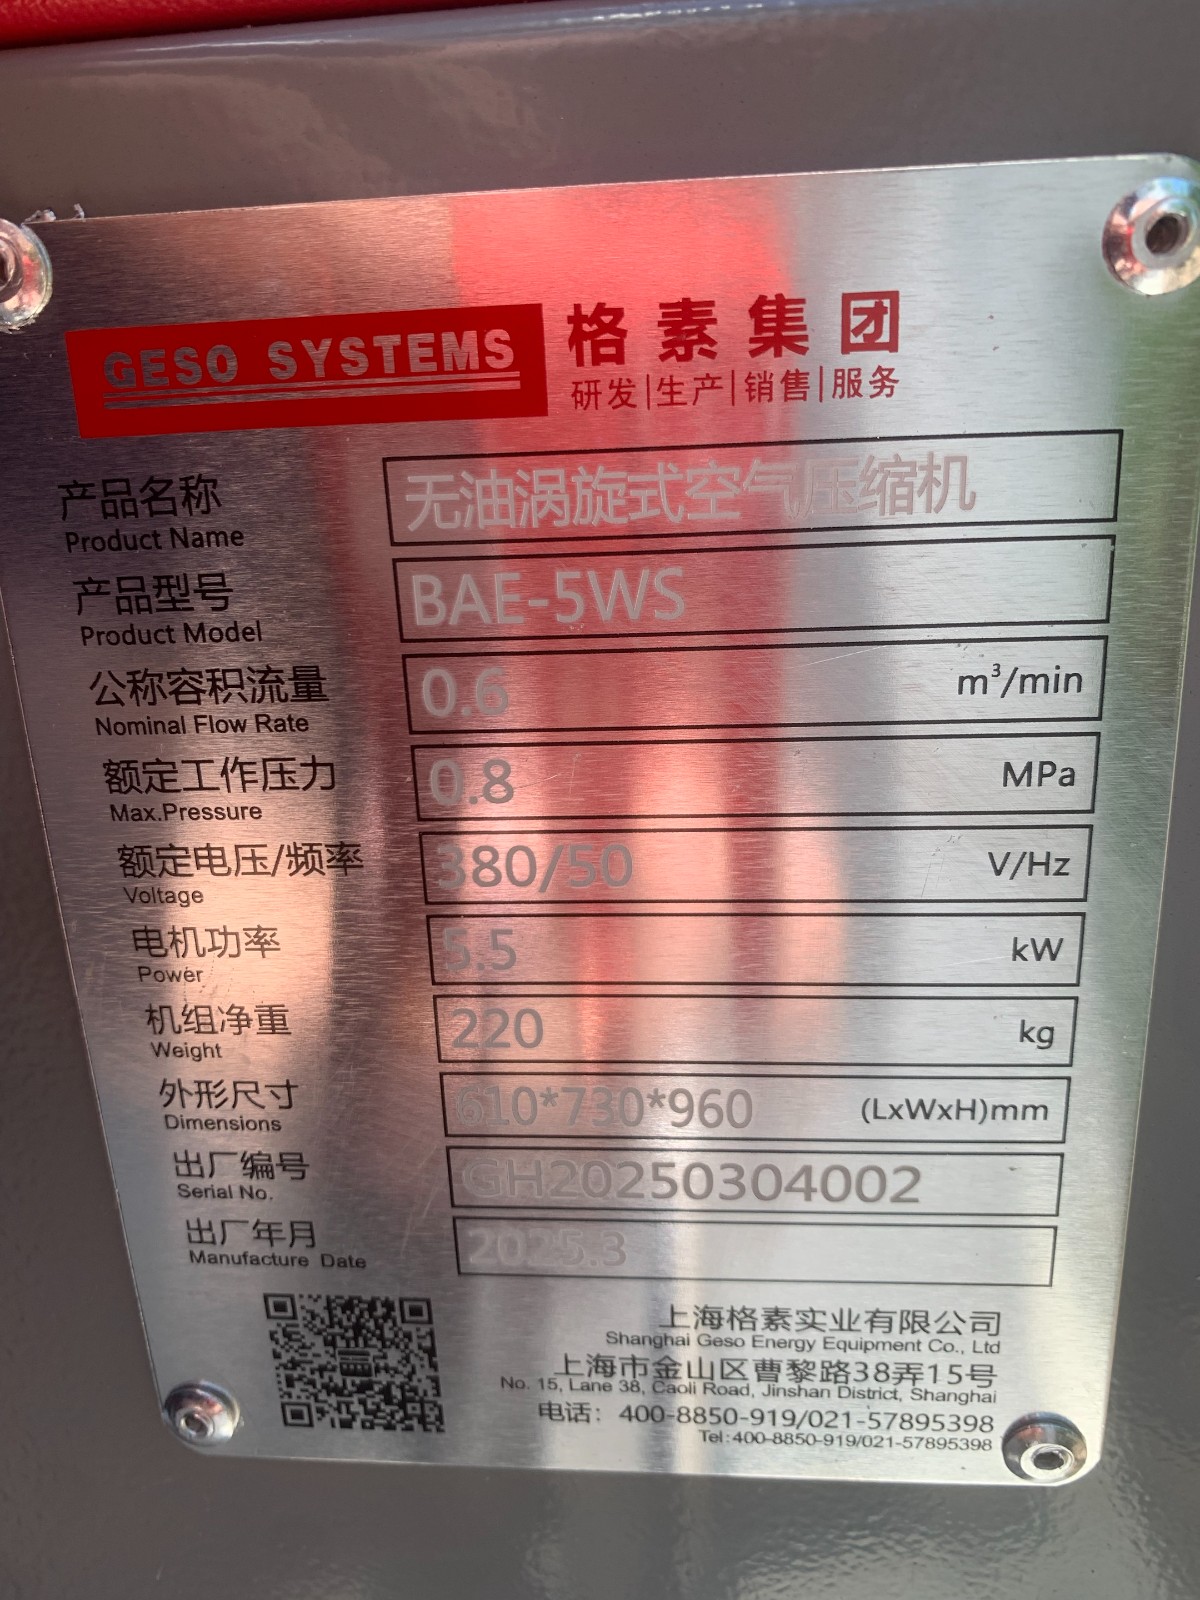 GESO SYSTEMS
格素集团
研发|生产|销售|服务
产品名称 无油涡旋式空气压缩机
Product Name
产品型号 BAE-5WS
Product Model
公称容积流量 0.6 m³/min
Nominal Flow Rate
额定工作压力 0.8 MPa
Max.Pressure
额定电压/频率 380/50 V/Hz
Voltage
电机功率 5.5 kW
Power
机组净重 220 kg
Weight
外形尺寸 610*730*960 (LxWxH)mm
Dimensions
出厂编号 GH20250304002
Serial No.
出厂年月 2025.3
Manufacture Date
上海格素实业有限公司
Shanghai Geso Energy Equipment Co., Ltd
上海市金山区曹黎路38弄15号
No. 15, Lane 38, Caoli Road, Jinshan District, Shanghai
电话：400-8850-919/021-57895398
Tel:400-8850-919/021-57895398